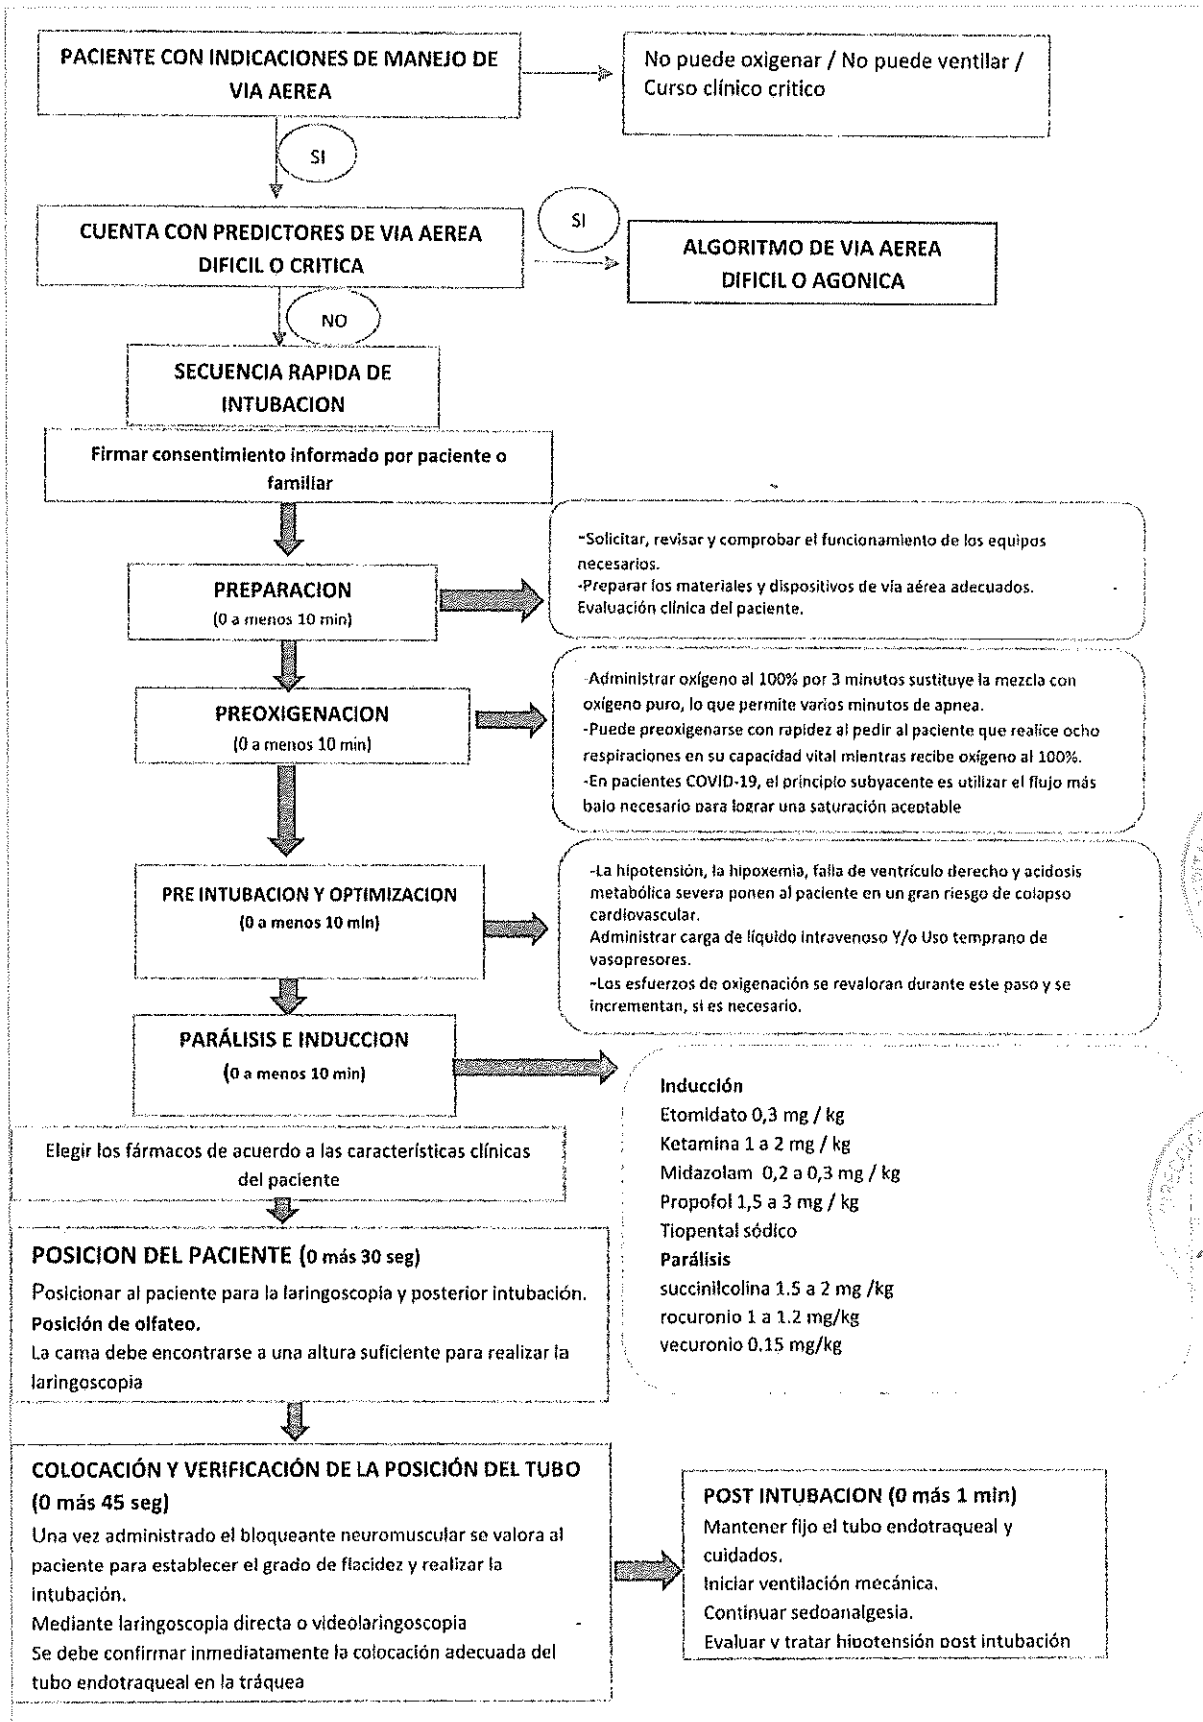 PACIENTE CON INDICACIONES DE MANEJO DE
VIA AEREA
No puede oxigenar / No puede ventilar /
Curso clínico critico
SI
CUENTA CON PREDICTORES DE VIA AEREA
DIFICIL O CRITICA
SI
ALGORITMO DE VIA AEREA
DIFICIL O AGONICA
NO
SECUENCIA RAPIDA DE
INTUBACION
Firmar consentimiento informado por paciente o
familiar
PREPARACION
(0 a menos 10 min)
-Solicitar, revisar y comprobar el funcionamiento de los equipos
necesarios.
-Preparar los materiales y dispositivos de vía aérea adecuados.
Evaluación clínica del paciente.
PREOXIGENACION
(0 a menos 10 min)
-Administrar oxígeno al 100% por 3 minutos sustituye la mezcla con
oxígeno puro, lo que permite varios minutos de apnea.
-Puede preoxigenarse con rapidez al pedir al paciente que realice ocho
respiraciones en su capacidad vital mientras recibe oxígeno al 100%.
-En pacientes COVID-19, el principio subyacente es utilizar el flujo más
bajo necesario para lograr una saturación aceptable
PRE INTUBACION Y OPTIMIZACION
(0 a menos 10 min)
-La hipotensión, la hipoxemia, falla de ventrículo derecho y acidosis
metabólica severa ponen al paciente en un gran riesgo de colapso
cardiovascular.
Administrar carga de líquido intravenoso Y/o Uso temprano de
vasopresores.
-Los esfuerzos de oxigenación se revaloran durante este paso y se
incrementan, si es necesario.
PARÁLISIS E INDUCCION
(0 a menos 10 min)
Inducción
Etomidato 0,3 mg / kg
Ketamina 1 a 2 mg / kg
Midazolam 0,2 a 0,3 mg / kg
Propofol 1,5 a 3 mg / kg
Tiopental sódico
Parálisis
succinilcolina 1.5 a 2 mg /kg
rocuronio 1 a 1.2 mg/kg
vecuronio 0.15 mg/kg
Elegir los fármacos de acuerdo a las características clínicas
del paciente
POSICION DEL PACIENTE (0 más 30 seg)
Posicionar al paciente para la laringoscopia y posterior intubación.
Posición de olfateo.
La cama debe encontrarse a una altura suficiente para realizar la
laringoscopia
COLOCACIÓN Y VERIFICACIÓN DE LA POSICIÓN DEL TUBO
(0 más 45 seg)
Una vez administrado el bloqueante neuromuscular se valora al
paciente para establecer el grado de flacidez y realizar la
intubación.
Mediante laringoscopia directa o videolaringoscopia
Se debe confirmar inmediatamente la colocación adecuada del
tubo endotraqueal en la tráquea
POST INTUBACION (0 más 1 min)
Mantener fijo el tubo endotraqueal y
cuidados.
Iniciar ventilación mecánica.
Continuar sedoanalgesia.
Evaluar y tratar hipotensión post intubación